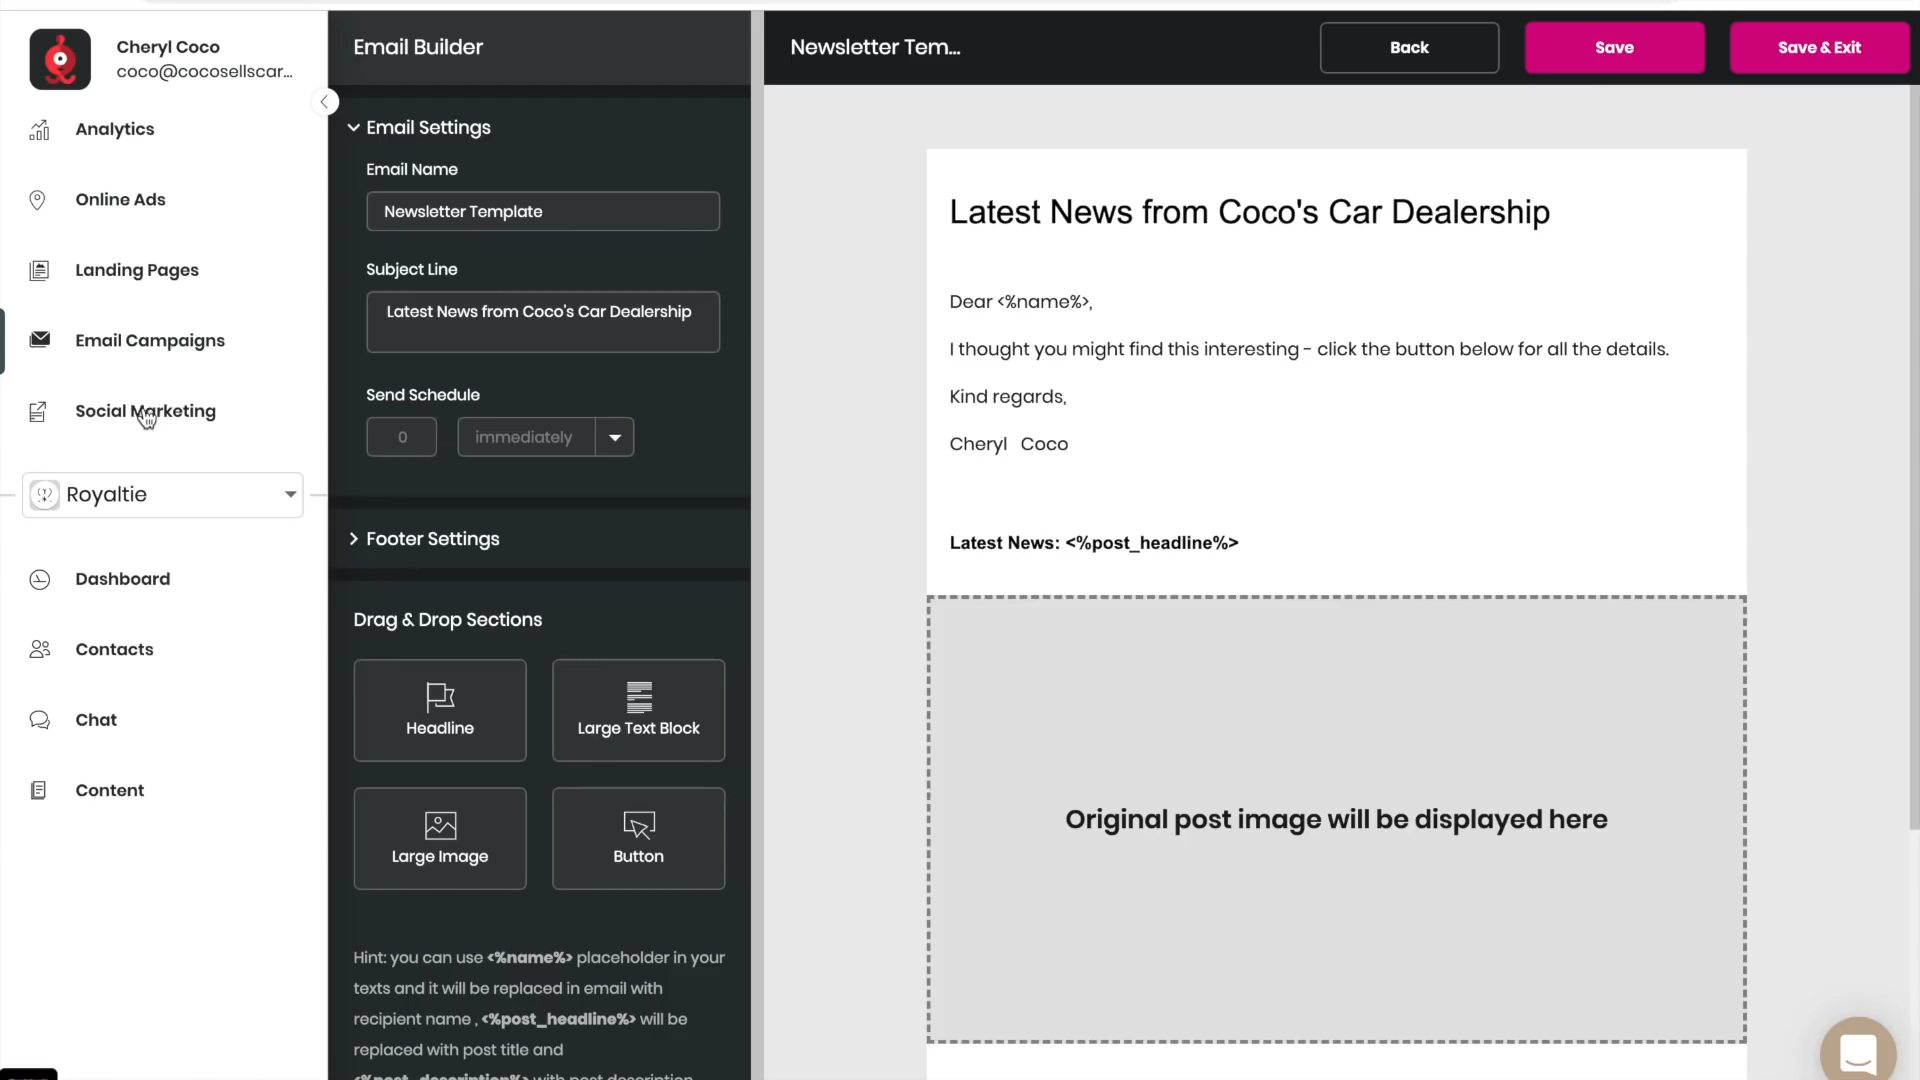 Cheryl Coco
coco@cocosellscar...
Analytics
Online Ads
Landing Pages
Email Campaigns
Social Marketing
Royaltie
Dashboard
Contacts
Chat
Content
Email Builder
Email Settings
Email Name
Newsletter Template
Subject Line
Latest News from Coco's Car Dealership
Send Schedule
0
immediately
Footer Settings
Drag & Drop Sections
Headline
Large Text Block
Large Image
Button
Hint: you can use <%name%> placeholder in your
texts and it will be replaced in email with
recipient name , <%post_headline%> will be
replaced with post title and
<%post_description%> with post description
Newsletter Tem...
Back
Save
Save & Exit
Latest News from Coco's Car Dealership
Dear <%name%>,
I thought you might find this interesting - click the button below for all the details.
Kind regards,
Cheryl Coco
Latest News: <%post_headline%>
Original post image will be displayed here